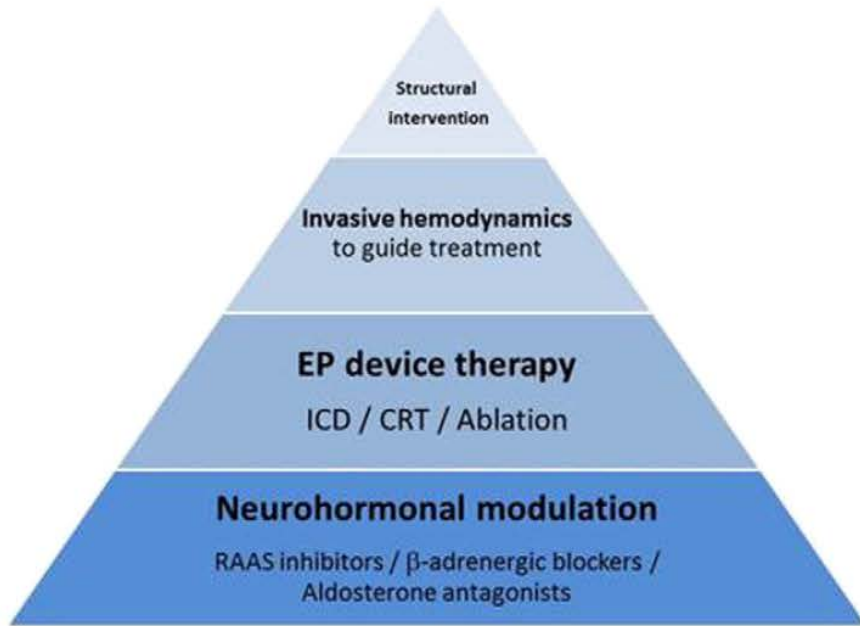 Structural
intervention
Invasive hemodynamics
to guide treatment
EP device therapy
ICD / CRT / Ablation
Neurohormonal modulation
RAAS inhibitors / β-adrenergic blockers /
Aldosterone antagonists